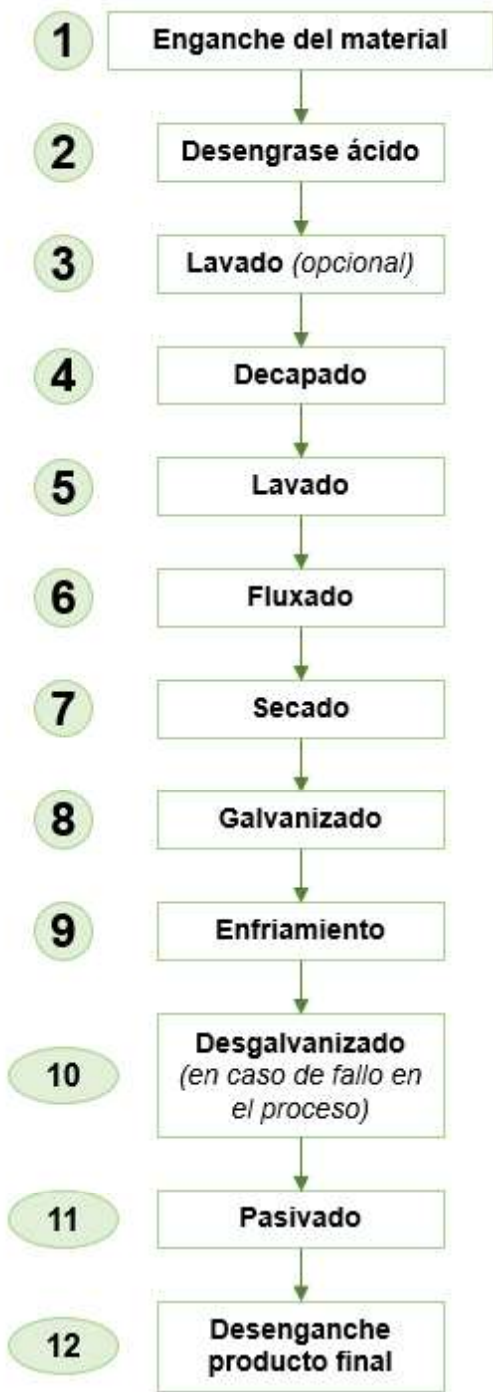 1
Enganche del material
2
Desengrase ácido
3
Lavado (opcional)
4
Decapado
5
Lavado
6
Fluxado
7
Secado
8
Galvanizado
9
Enfriamiento
10
Desgalvanizado
(en caso de fallo en
el proceso)
11
Pasivado
12
Desenganche
producto final